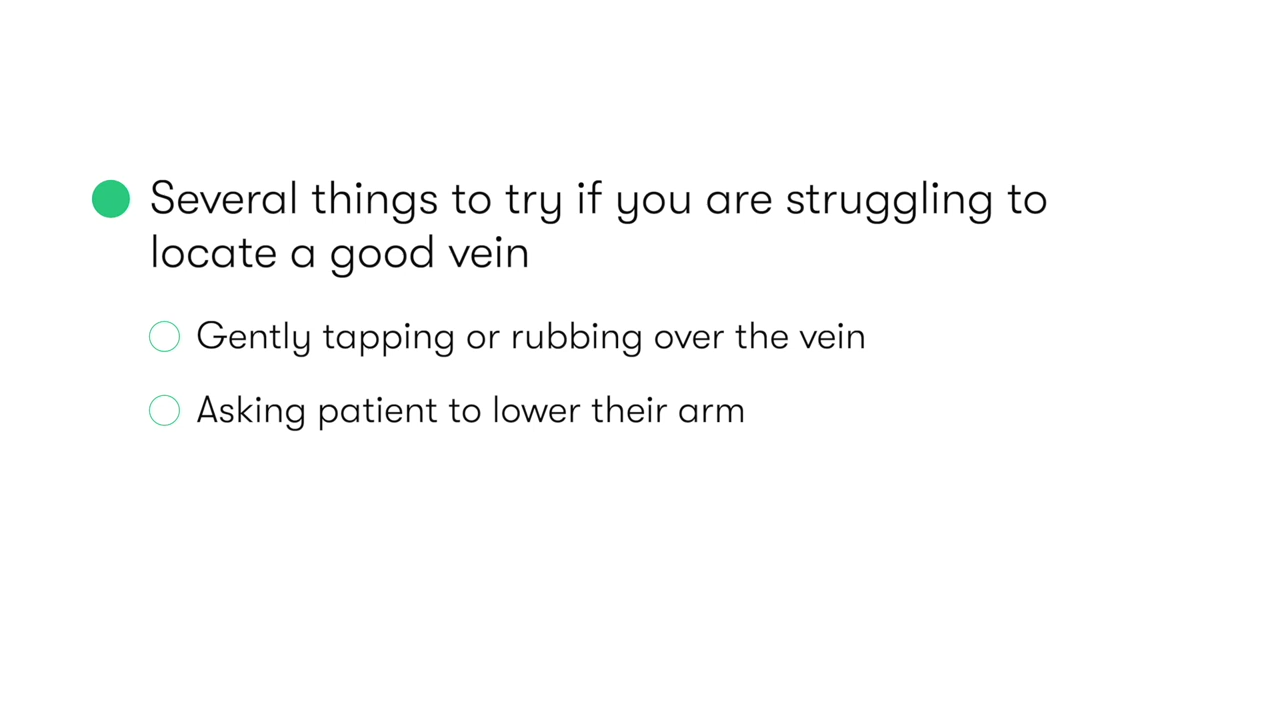 Several things to try if you are struggling to
locate a good vein
Gently tapping or rubbing over the vein
Asking patient to lower their arm